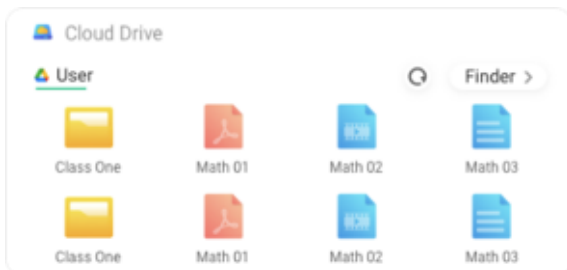 Cloud Drive
User Finder >
Class One Math 01 Math 02 Math 03
Class One Math 01 Math 02 Math 03